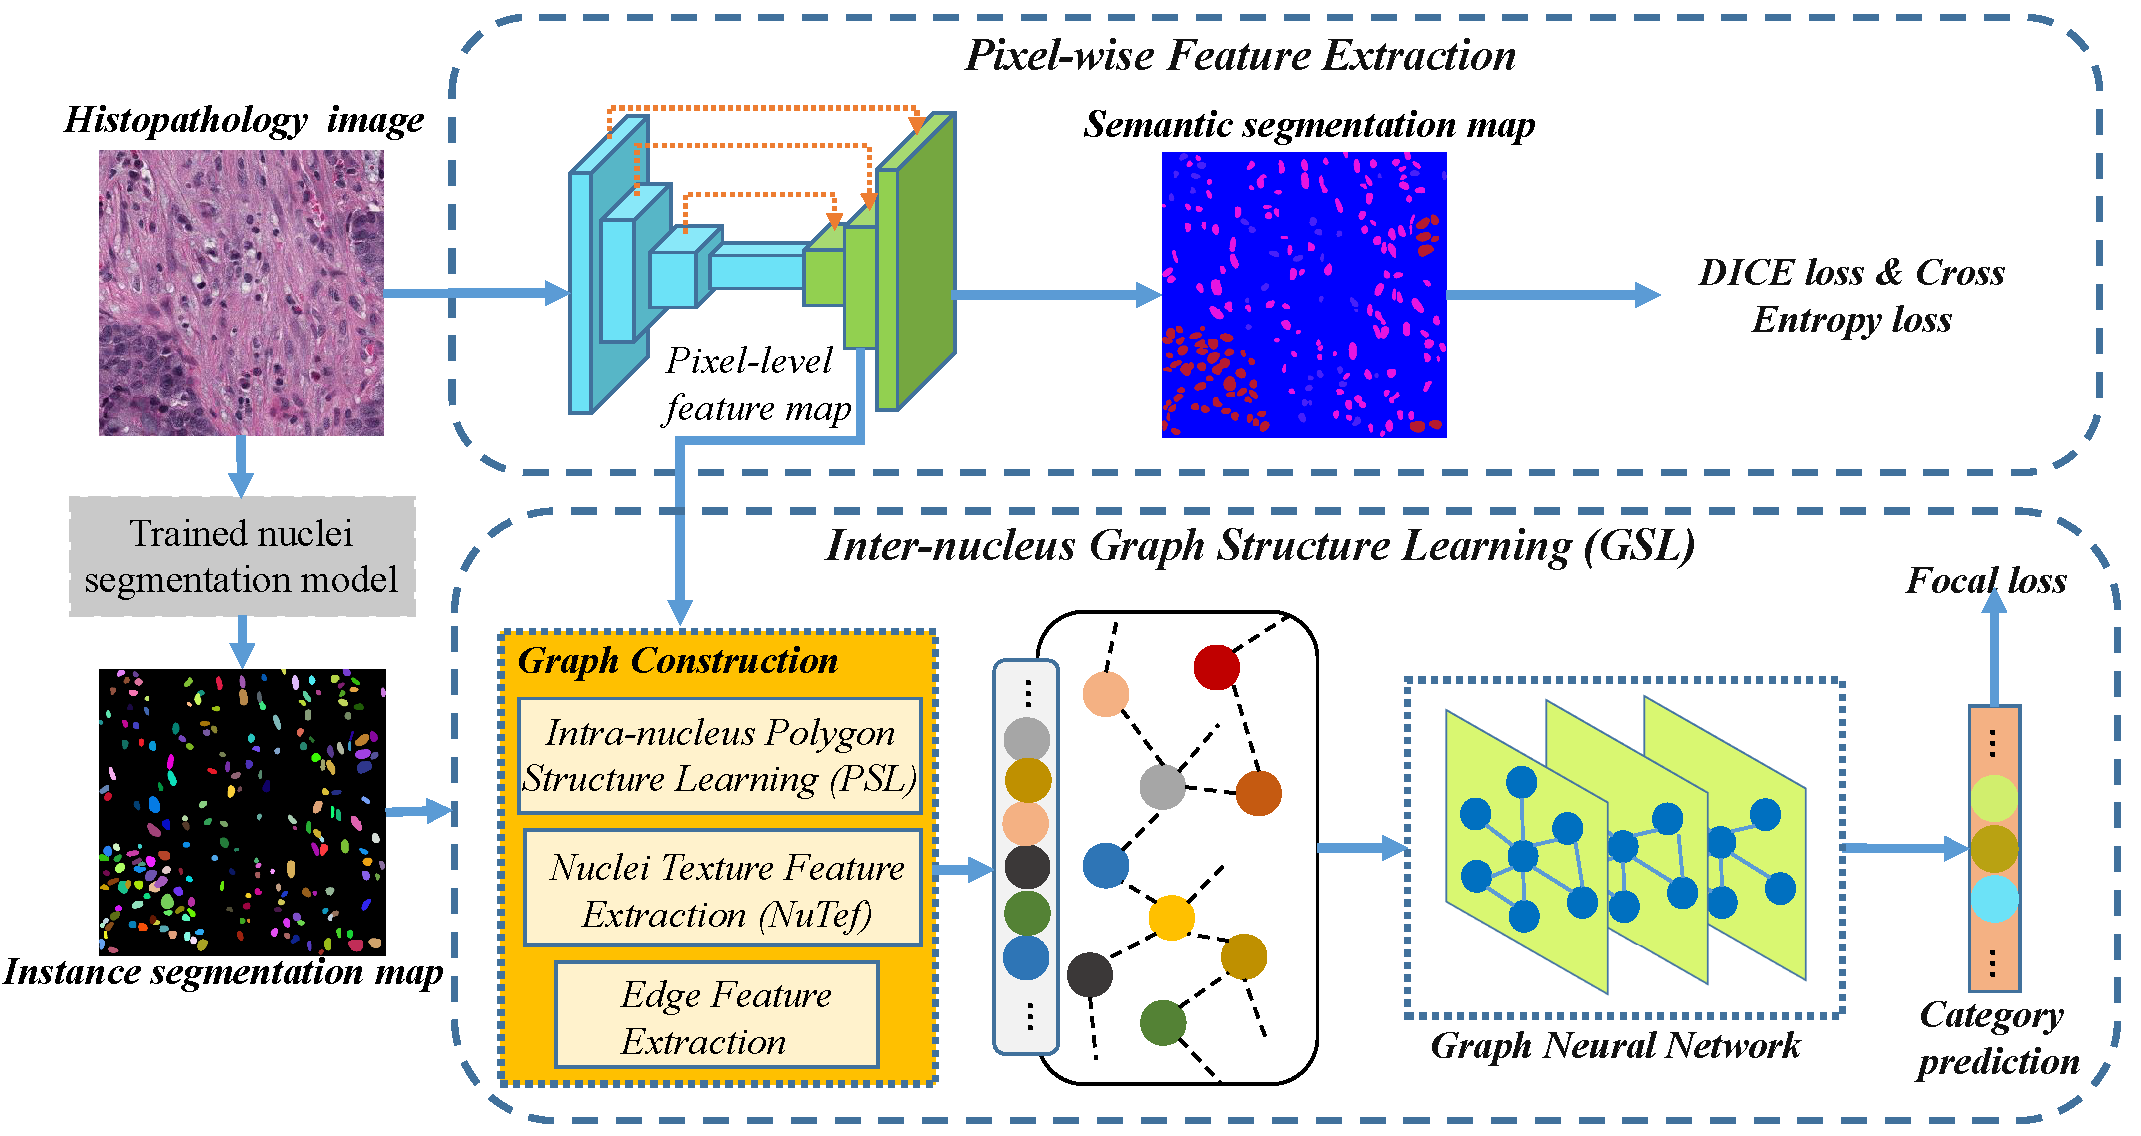 Pixel-wise Feature Extraction
Histopathology image
Semantic segmentation map
DICE loss & Cross
Entropy loss
Pixel-level
feature map
Trained nuclei
segmentation model
Inter-nucleus Graph Structure Learning (GSL)
Focal loss
Graph Construction
Intra-nucleus Polygon
Structure Learning (PSL)
Nuclei Texture Feature
Extraction (NuTef)
Edge Feature
Extraction
Instance segmentation map
Graph Neural Network
Category
prediction